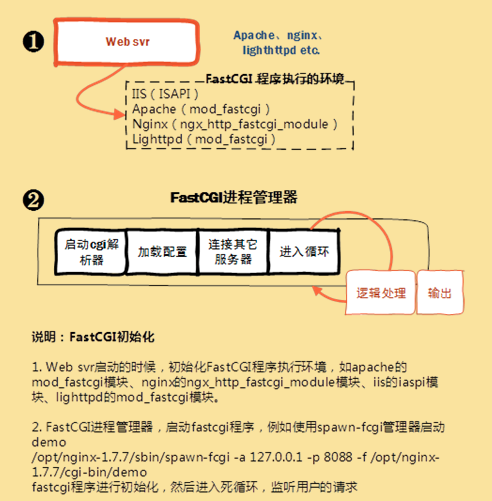 ❶
Web svr
Apache、nginx、
lighthttpd etc.
FastCGI 程序执行的环境
IIS（ISAPI）
Apache（mod_fastcgi）
Nginx（ngx_http_fastcgi_module）
Lighttpd（mod_fastcgi）
❷
FastCGI进程管理器
启动cgi解
析器
加载配置
连接其它
服务器
进入循环
逻辑处理
输出
说明：FastCGI初始化
1. Web svr启动的时候，初始化FastCGI程序执行环境，如apache的
mod_fastcgi模块、nginx的ngx_http_fastcgi_module模块、iis的iaspi模
块、lighttpd的mod_fastcgi模块。
2. FastCGI进程管理器，启动fastcgi程序，例如使用spawn-fcgi管理器启动
demo
/opt/nginx-1.7.7/sbin/spawn-fcgi -a 127.0.0.1 -p 8088 -f /opt/nginx-
1.7.7/cgi-bin/demo
fastcgi程序进行初始化，然后进入死循环，监听用户的请求